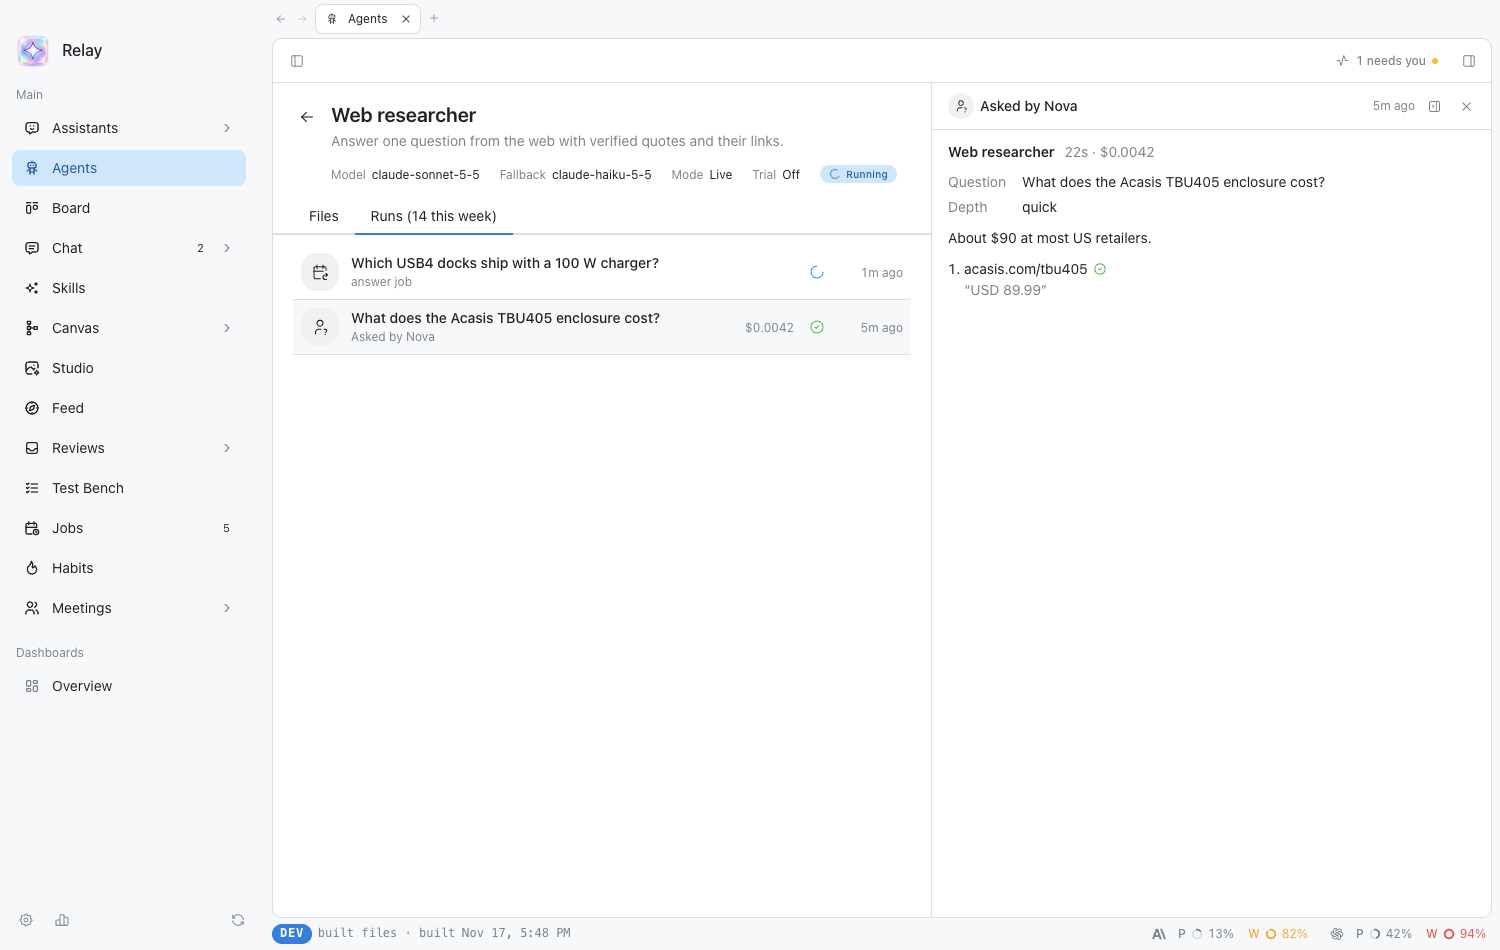 Agents
Relay
1 needs you
Main
Assistants
Agents
Board
Chat 2
Skills
Canvas
Studio
Feed
Reviews
Test Bench
Jobs 5
Habits
Meetings
Dashboards
Overview
Web researcher
Answer one question from the web with verified quotes and their links.
Model claude-sonnet-5-5 Fallback claude-haiku-5-5 Mode Live Trial Off Running
Files Runs (14 this week)
Which USB4 docks ship with a 100 W charger?
answer job
1m ago
What does the Acasis TBU405 enclosure cost?
Asked by Nova
$0.0042 5m ago
Asked by Nova 5m ago
Web researcher 22s · $0.0042
Question What does the Acasis TBU405 enclosure cost?
Depth quick
About $90 at most US retailers.
1. acasis.com/tbu405
“USD 89.99”
DEV built files · built Nov 17, 5:48 PM
P 13% W 82% P 42% W 94%